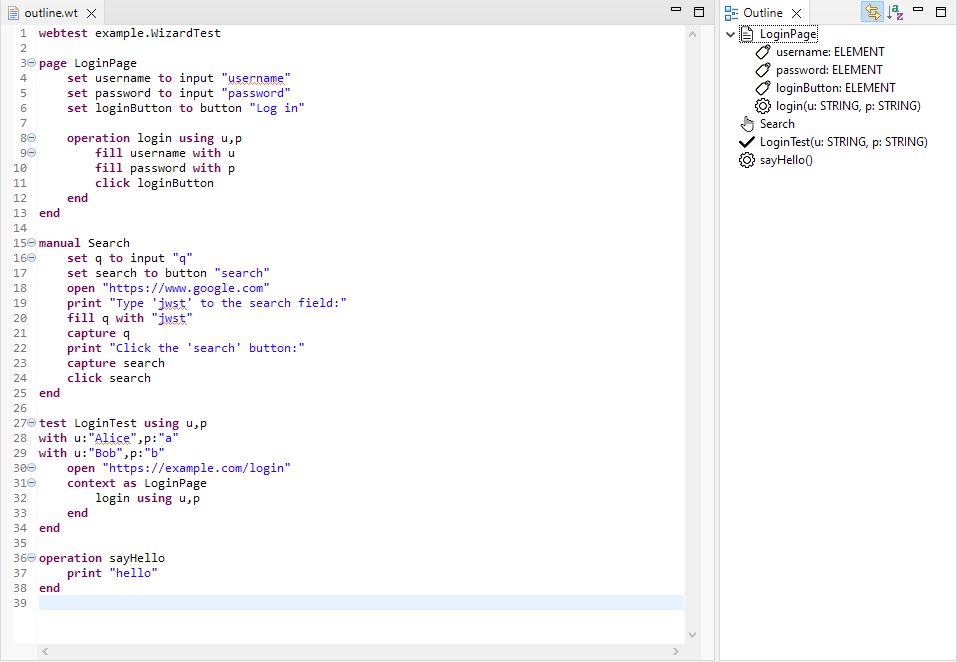 outline.wt
1 webtest example.WizardTest
2
3 page LoginPage
4     set username to input "username"
5     set password to input "password"
6     set loginButton to button "Log in"
7
8     operation login using u,p
9         fill username with u
10         fill password with p
11         click loginButton
12     end
13 end
14
15 manual Search
16     set q to input "q"
17     set search to button "search"
18     open "https://www.google.com"
19     print "Type 'jwst' to the search field:"
20     fill q with "jwst"
21     capture q
22     print "Click the 'search' button:"
23     capture search
24     click search
25 end
26
27 test LoginTest using u,p
28 with u:"Alice",p:"a"
29 with u:"Bob",p:"b"
30     open "https://example.com/login"
31     context as LoginPage
32         login using u,p
33     end
34 end
35
36 operation sayHello
37     print "hello"
38 end
39
Outline
LoginPage
username: ELEMENT
password: ELEMENT
loginButton: ELEMENT
login(u: STRING, p: STRING)
Search
LoginTest(u: STRING, p: STRING)
sayHello()